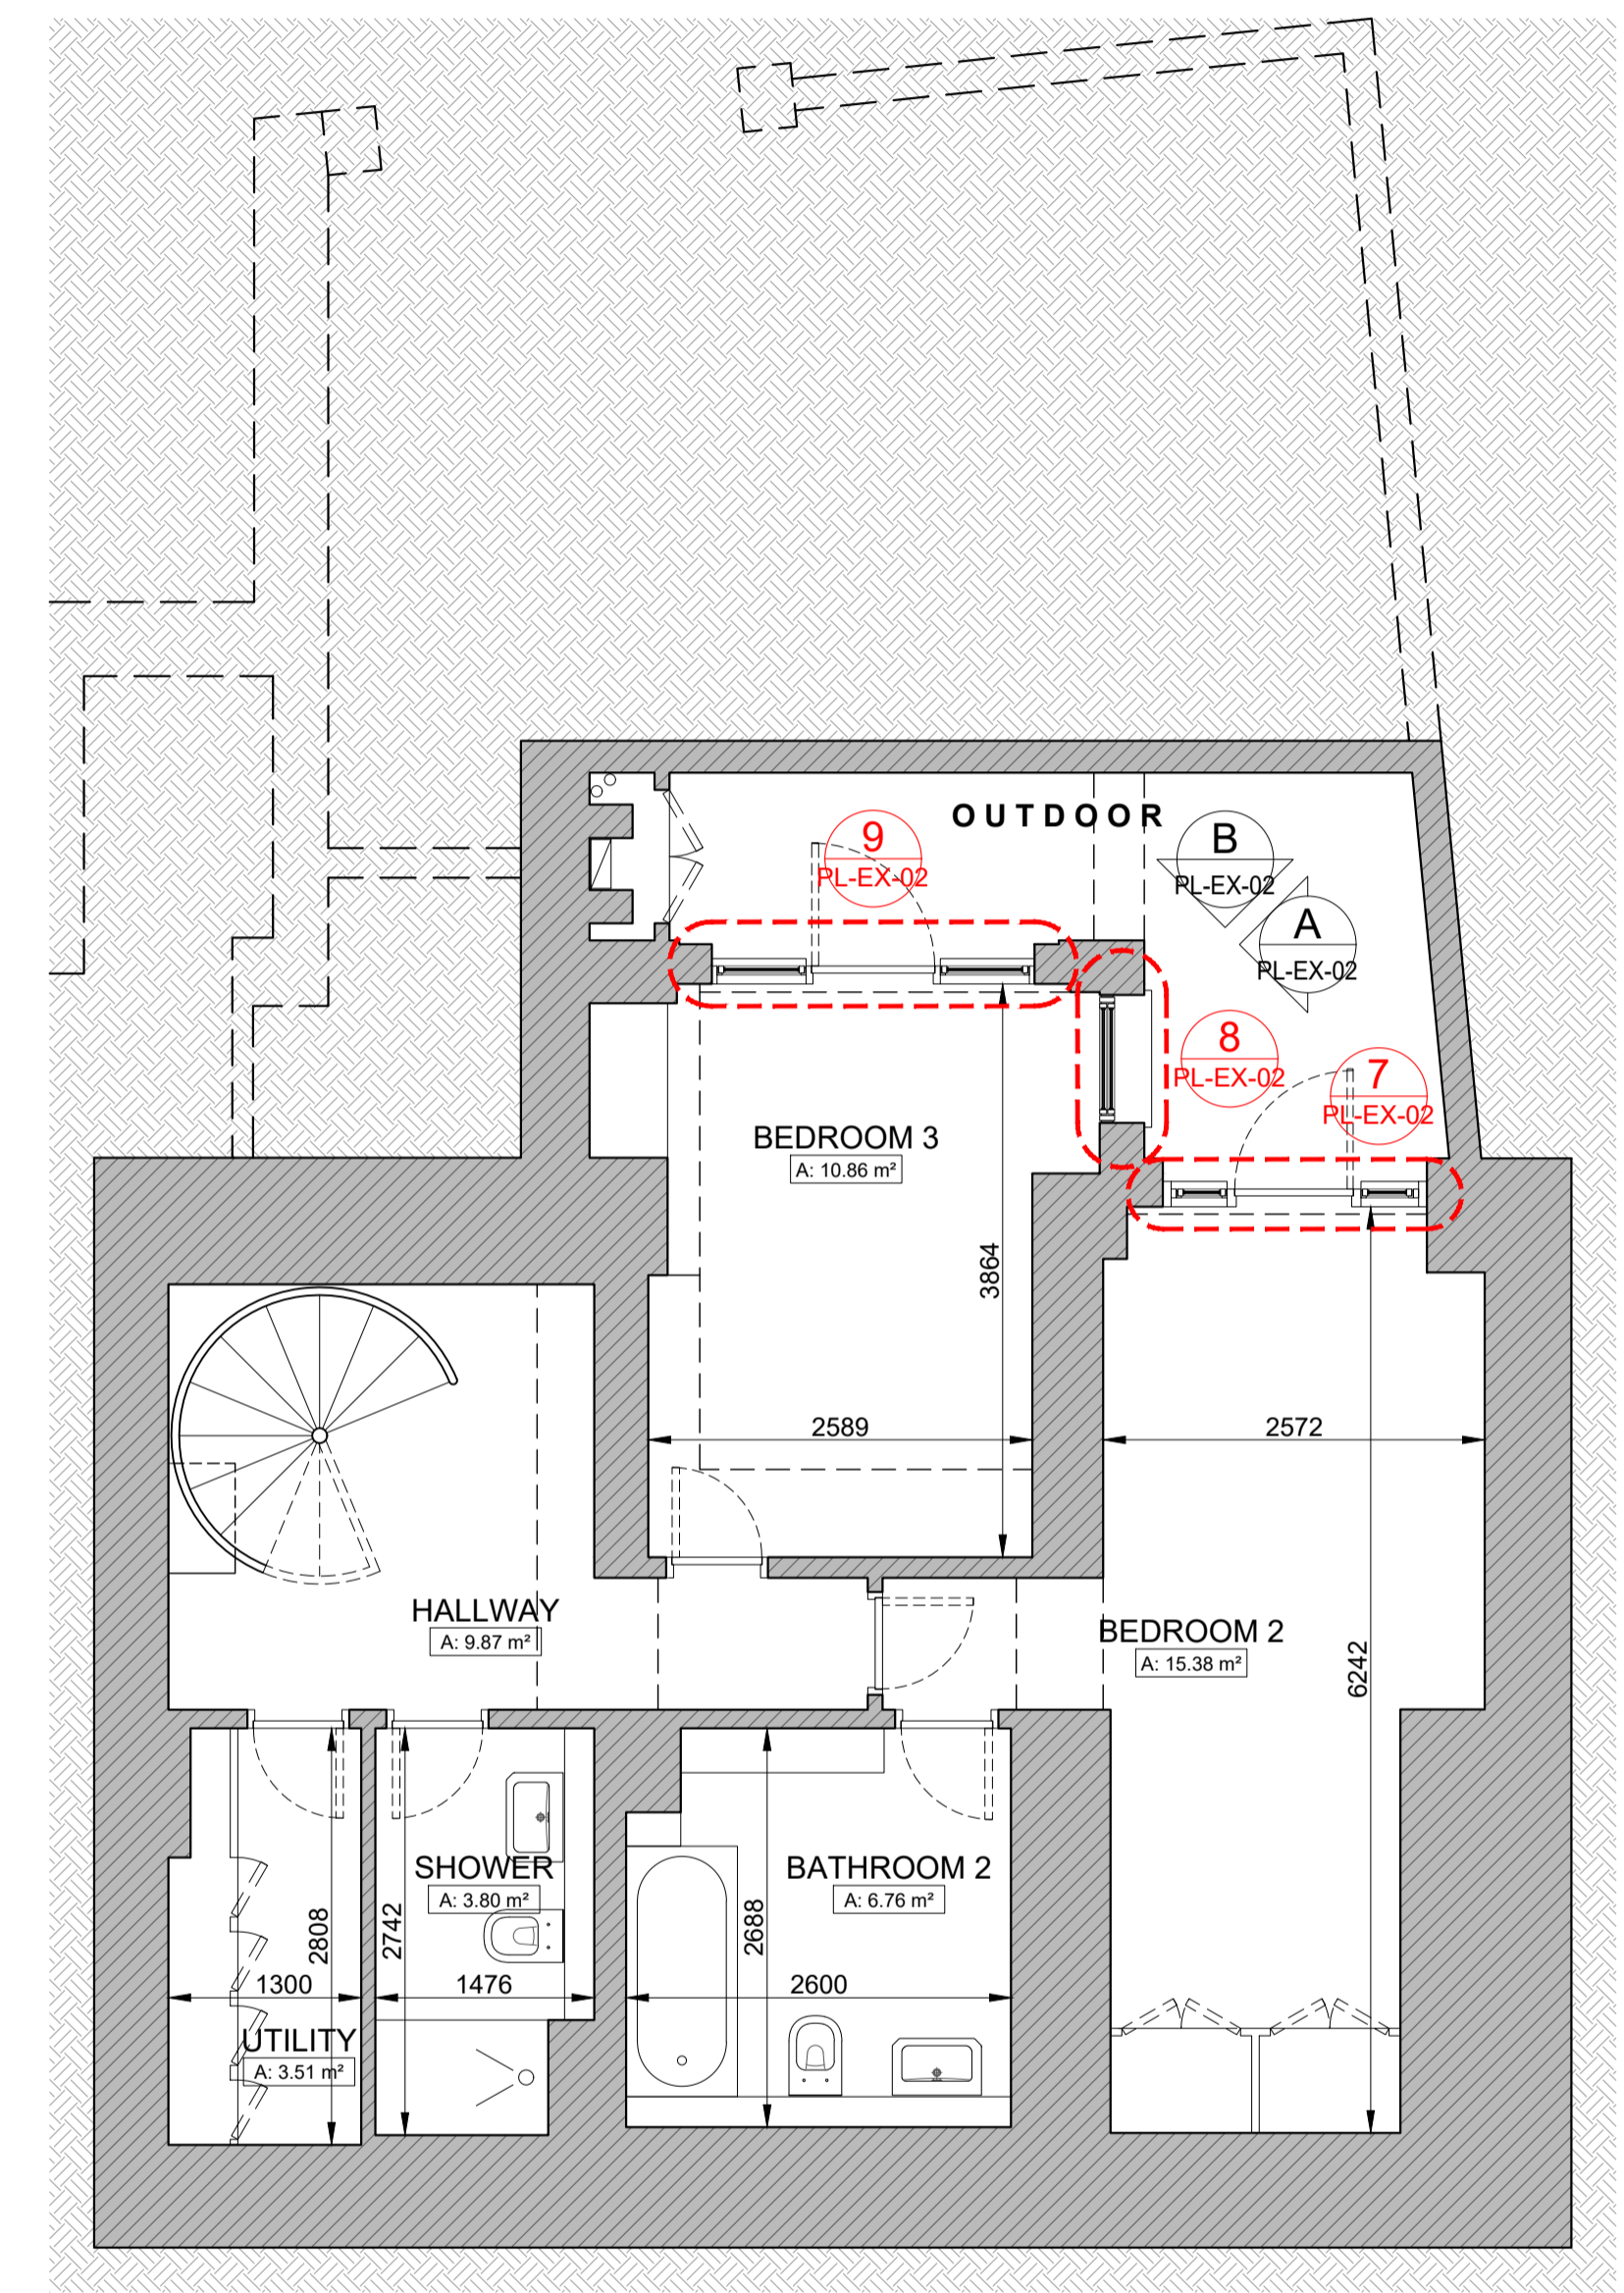 OUTDOOR
9
PL-EX-02
B
PL-EX-02
A
PL-EX-02
8
PL-EX-02
7
PL-EX-02
BEDROOM 3
A: 10.86 m²
3864
2589
2572
HALLWAY
A: 9.87 m²
BEDROOM 2
A: 15.38 m²
6242
SHOWER
A: 3.80 m²
BATHROOM 2
A: 6.76 m²
2808
2742
2688
1300
1476
2600
UTILITY
A: 3.51 m²